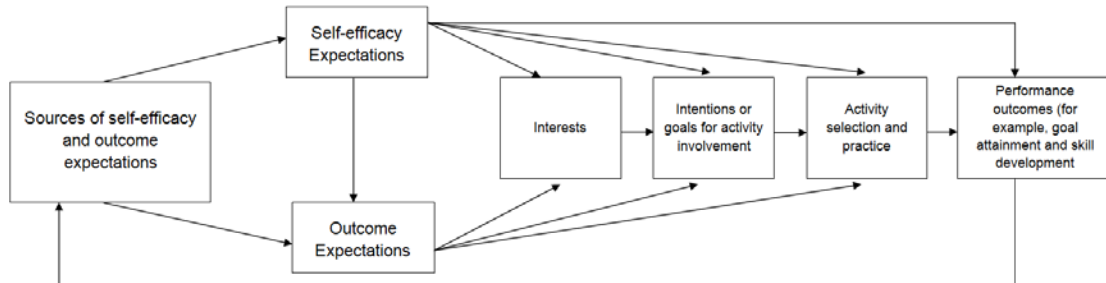 Self-efficacy
Expectations
Sources of self-efficacy
and outcome
expectations
Interests
Intentions or
goals for activity
involvement
Activity
selection and
practice
Performance
outcomes (for
example, goal
attainment and skill
development
Outcome
Expectations